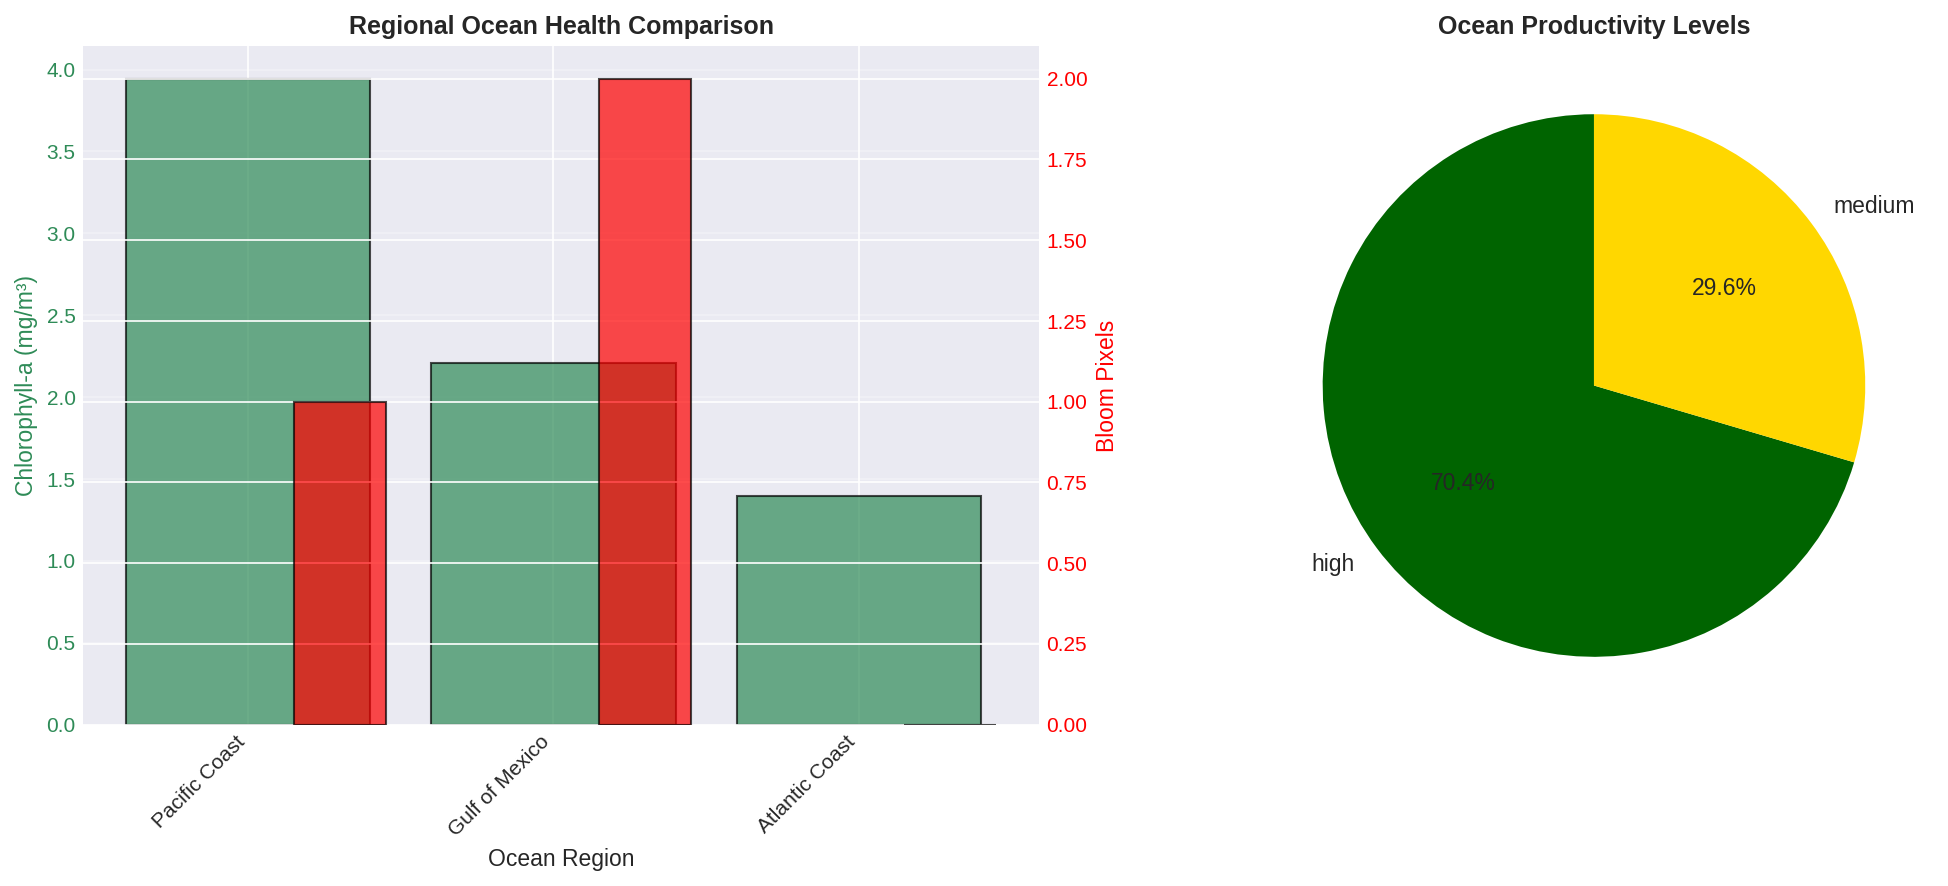 Regional Ocean Health Comparison
Chlorophyll-a (mg/m³)
4.0
3.5
3.0
2.5
2.0
1.5
1.0
0.5
0.0
2.00
1.75
1.50
1.25
1.00
0.75
0.50
0.25
0.00
Bloom Pixels
Pacific Coast
Gulf of Mexico
Atlantic Coast
Ocean Region
Ocean Productivity Levels
medium
29.6%
70.4%
high